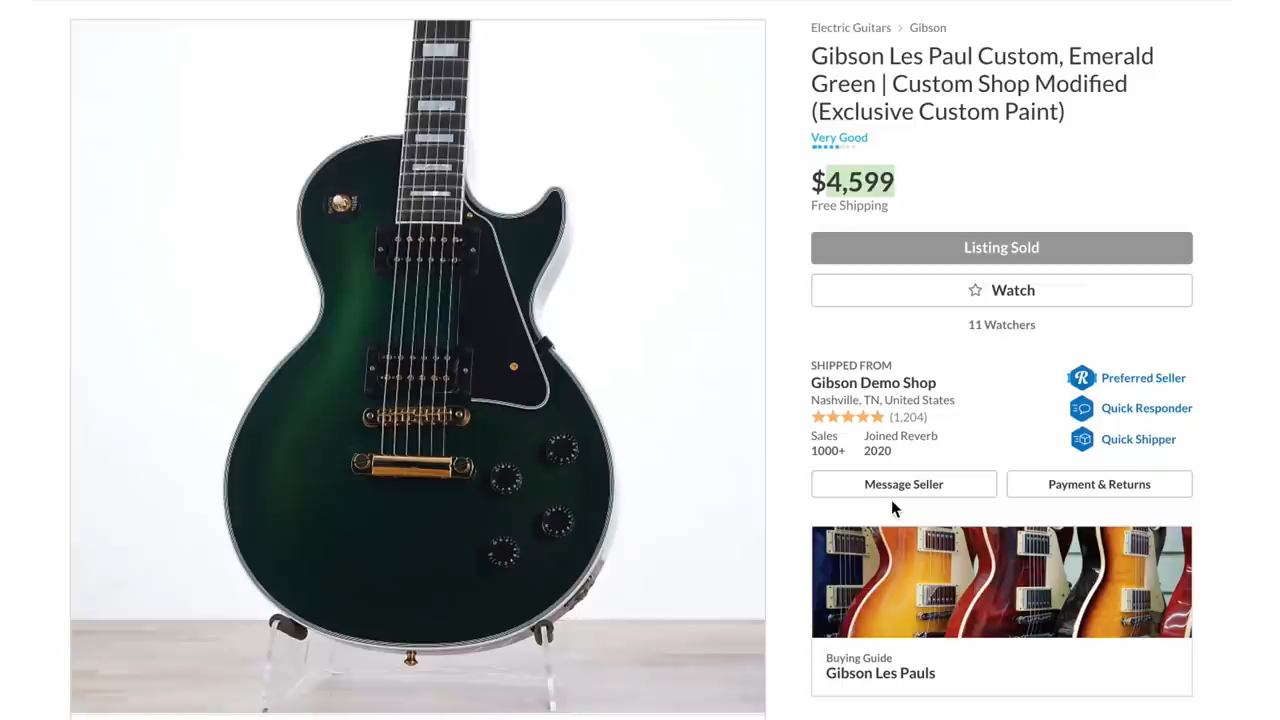 Electric Guitars > Gibson
Gibson Les Paul Custom, Emerald
Green | Custom Shop Modified
(Exclusive Custom Paint)
Very Good
$4,599
Free Shipping
Listing Sold
Watch
11 Watchers
SHIPPED FROM
Gibson Demo Shop
Nashville, TN, United States
(1,204)
Sales Joined Reverb
1000+ 2020
R Preferred Seller
Quick Responder
Quick Shipper
Message Seller
Payment & Returns
Buying Guide
Gibson Les Pauls